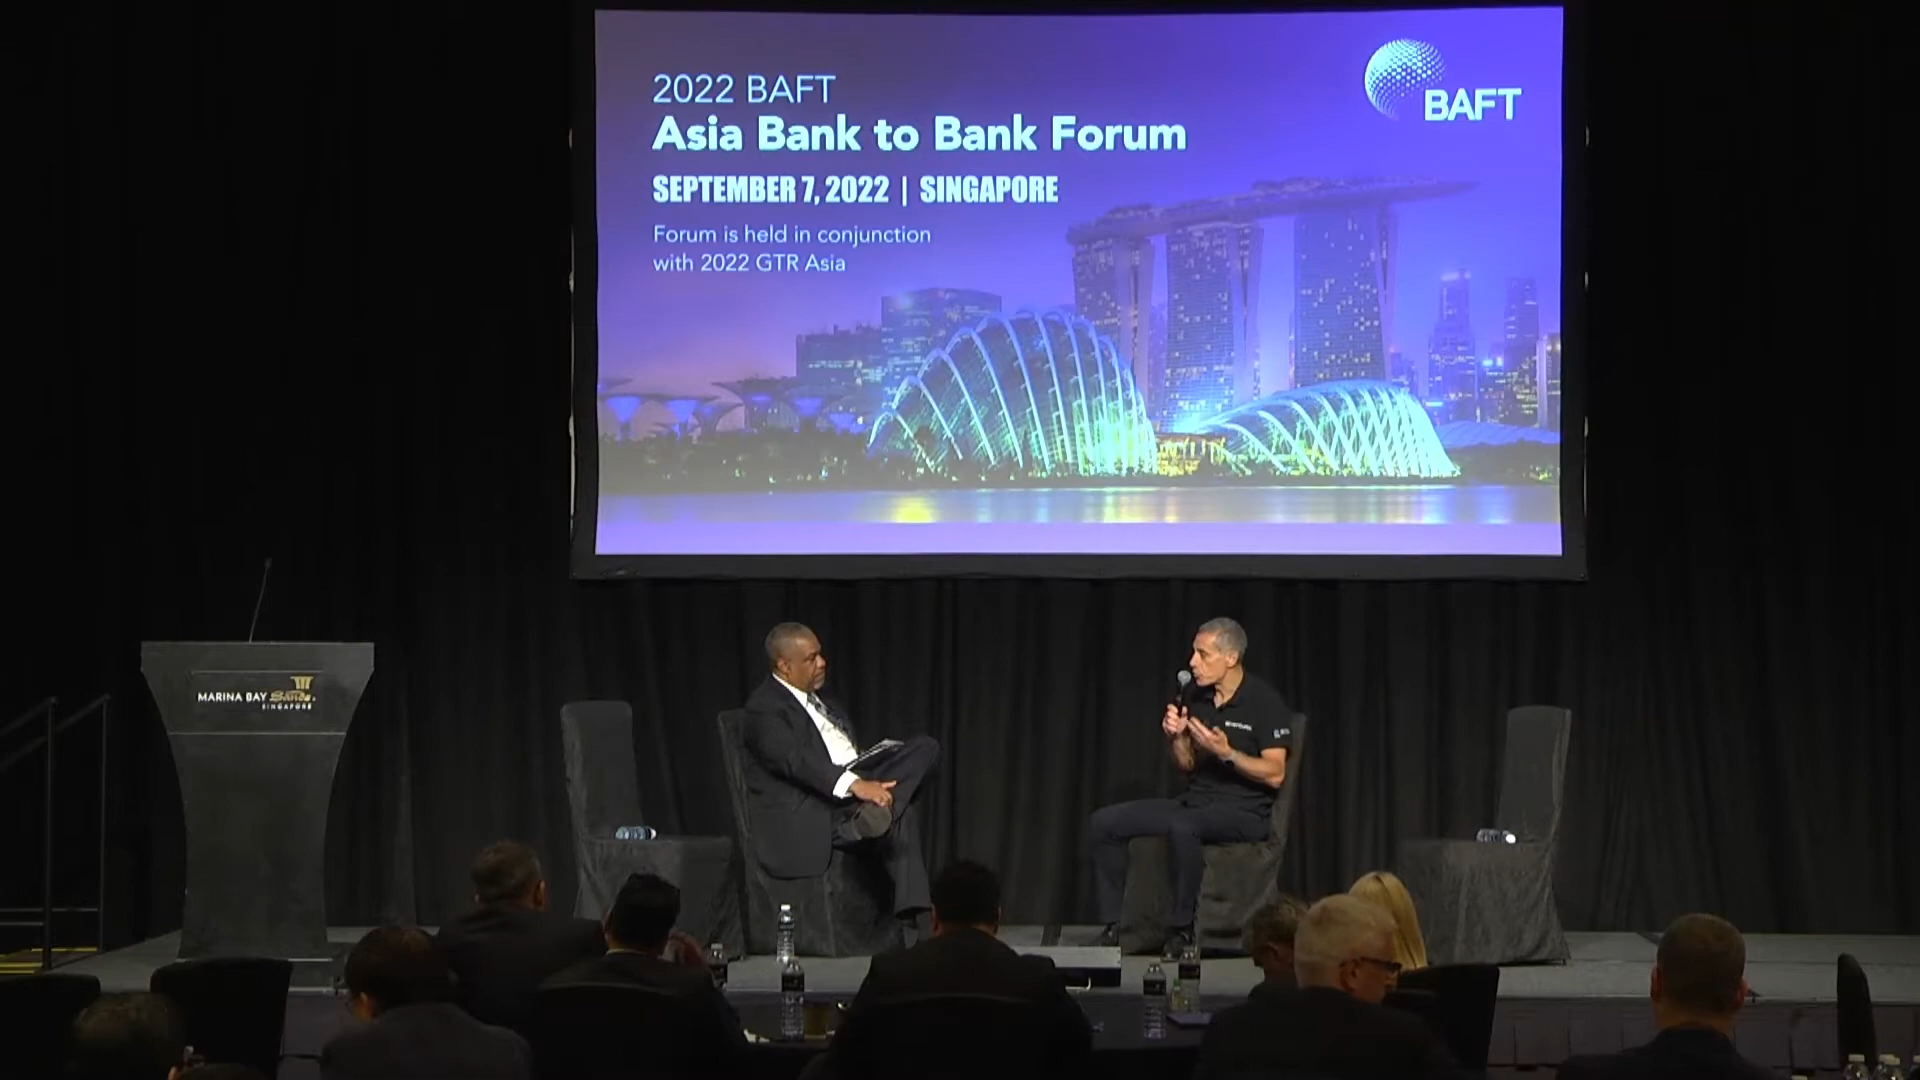 2022 BAFT
Asia Bank to Bank Forum
SEPTEMBER 7, 2022 | SINGAPORE
Forum is held in conjunction
with 2022 GTR Asia
BAFT
MARINA BAY Sands
SINGAPORE